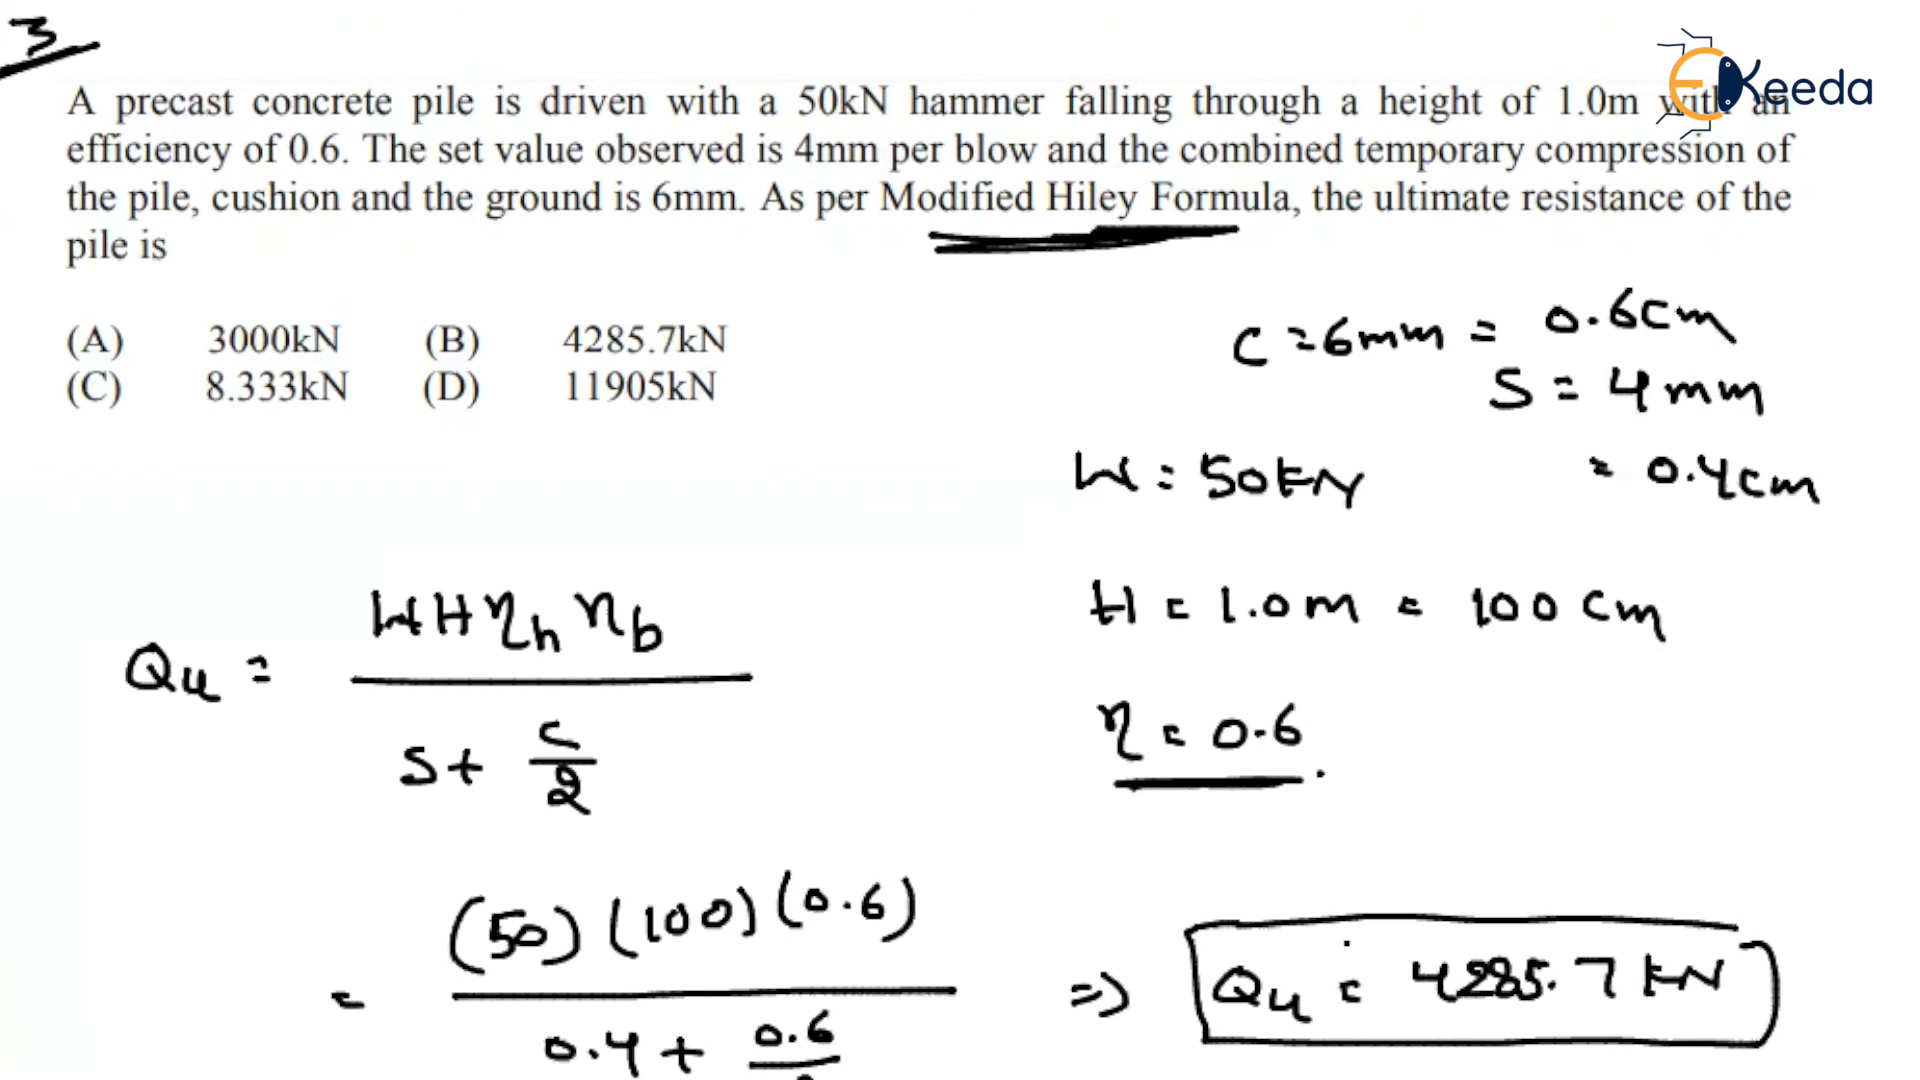 3
EKeeda
A precast concrete pile is driven with a 50kN hammer falling through a height of 1.0m with an
efficiency of 0.6. The set value observed is 4mm per blow and the combined temporary compression of
the pile, cushion and the ground is 6mm. As per Modified Hiley Formula, the ultimate resistance of the
pile is
(A) 3000kN (B) 4285.7kN
(C) 8.333kN (D) 11905kN
C = 6mm = 0.6cm
S = 4mm
= 0.4cm
W = 50kN
H = 1.0m = 100 cm
η = 0.6.
Qu = WHηhηb
S + C/2
= (50) (100) (0.6)
0.4 + 0.6
=> Qu = 4285.7 kN